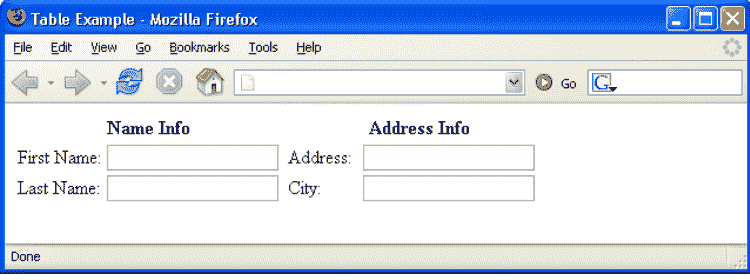 Table Example - Mozilla Firefox
File Edit View Go Bookmarks Tools Help
Go G
Name Info Address Info
First Name: Address:
Last Name: City:
Done